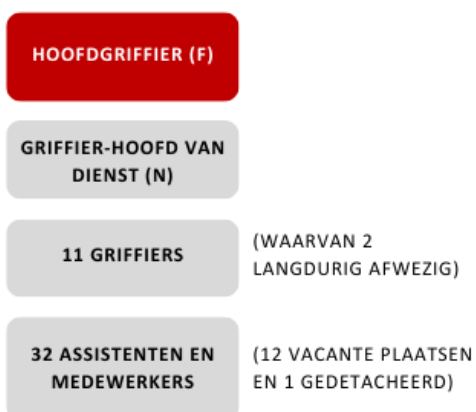 HOOFDGRIFFIER (F)
GRIFFIER-HOOFD VAN
DIENST (N)
11 GRIFFIERS
(WAARVAN 2
LANGDURIG AFWEZIG)
32 ASSISTENTEN EN
MEDEWERKERS
(12 VACANTE PLAATSEN
EN 1 GEDETACHEERD)